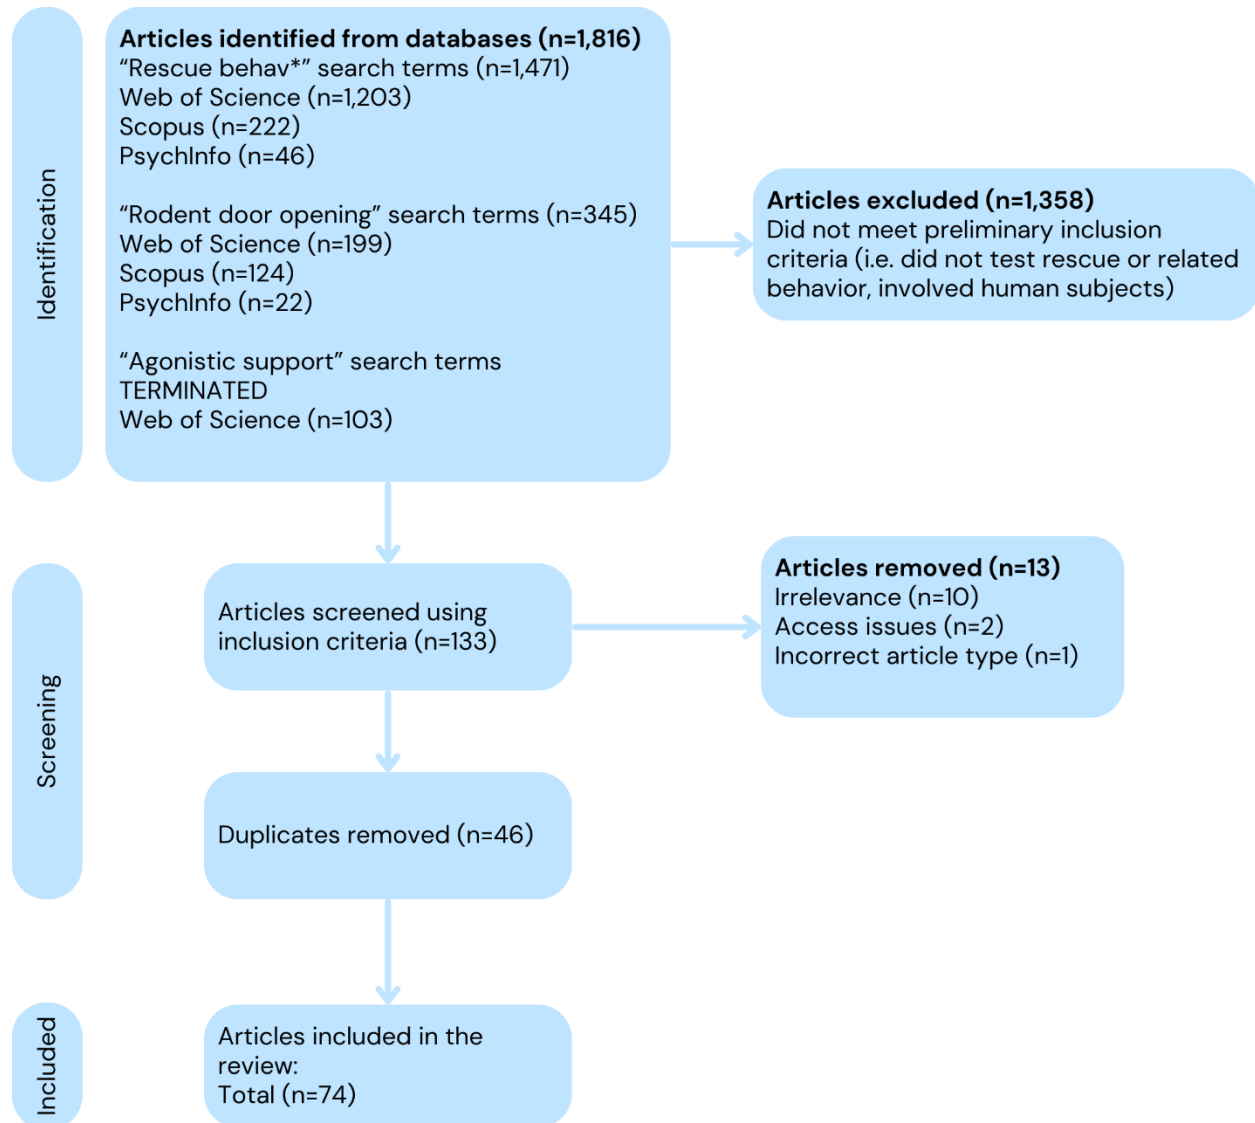 Identification
Articles identified from databases (n=1,816)
“Rescue behav*” search terms (n=1,471)
Web of Science (n=1,203)
Scopus (n=222)
PsychInfo (n=46)
“Rodent door opening” search terms (n=345)
Web of Science (n=199)
Scopus (n=124)
PsychInfo (n=22)
“Agonistic support” search terms
TERMINATED
Web of Science (n=103)
Articles excluded (n=1,358)
Did not meet preliminary inclusion
criteria (i.e. did not test rescue or related
behavior, involved human subjects)
Screening
Articles screened using
inclusion criteria (n=133)
Articles removed (n=13)
Irrelevance (n=10)
Access issues (n=2)
Incorrect article type (n=1)
Duplicates removed (n=46)
Included
Articles included in the
review:
Total (n=74)